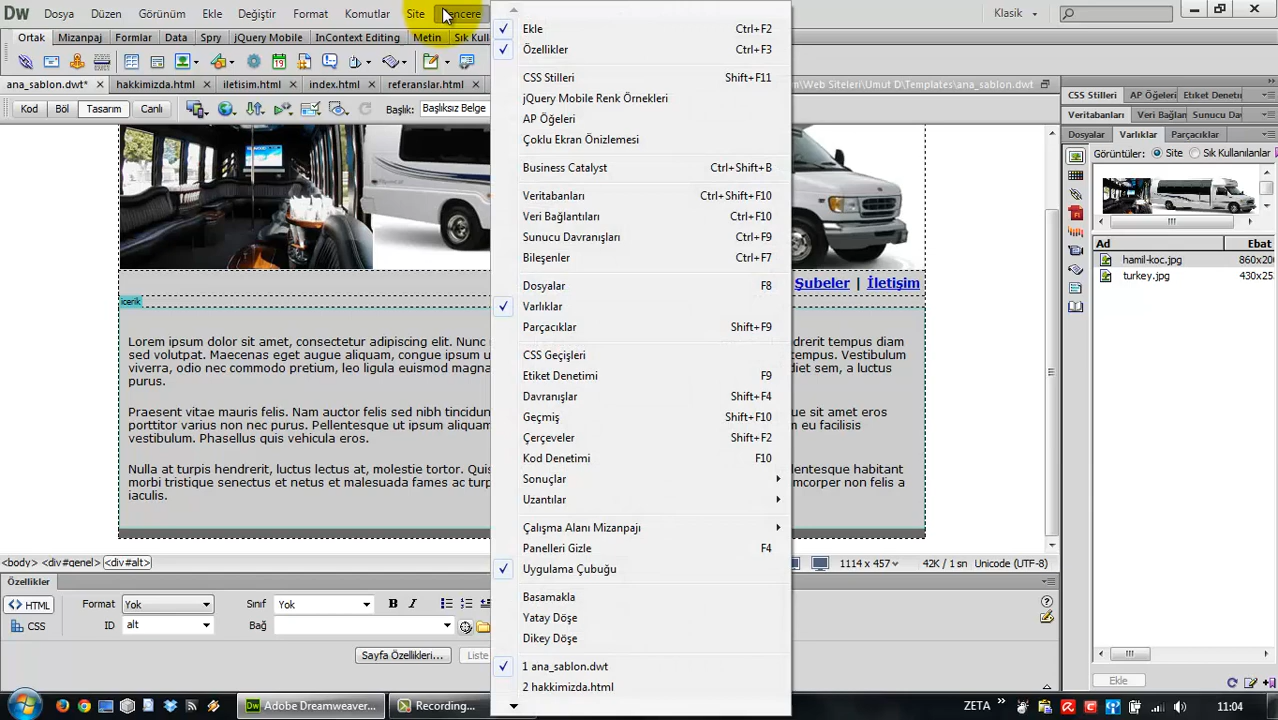 Dw Dosya Düzen Görünüm Ekle Değiştir Format Komutlar Site Pencere Klasik
Ortak Mizanpaj Formlar Data Spry jQuery Mobile InContext Editing Metin
ana_sablon.dwt* × hakkimizda.html × iletisim.html × index.html × referanslar.html × Web Siteleri\Umut D\Templates\ana_sablon.dwt
Kod Böl Tasarım Canlı Başlık: Başlıksız Belge
Ekle Ctrl+F2
Özellikler Ctrl+F3
CSS Stilleri Shift+F11
jQuery Mobile Renk Örnekleri
AP Öğeleri
Çoklu Ekran Önizlemesi
Business Catalyst Ctrl+Shift+B
Veritabanları Ctrl+Shift+F10
Veri Bağlantıları Ctrl+F10
Sunucu Davranışları Ctrl+F9
Bileşenler Ctrl+F7
Dosyalar F8
Varlıklar
Parçacıklar Shift+F9
CSS Geçişleri
Etiket Denetimi F9
Davranışlar Shift+F4
Geçmiş Shift+F10
Çerçeveler Shift+F2
Kod Denetimi F10
Sonuçlar
Uzantılar
Çalışma Alanı Mizanpajı
Panelleri Gizle F4
Uygulama Çubuğu
Basamakla
Yatay Döşe
Dikey Döşe
1 ana_sablon.dwt
2 hakkimizda.html
Şubeler | İletişim
icerik
Lorem ipsum dolor sit amet, consectetur adipiscing elit. Nunc
sed volutpat. Maecenas eget augue aliquam, congue ipsum
viverra, odio nec commodo pretium, leo ligula euismod
purus.
Praesent vitae mauris felis. Nam auctor felis sed nibh
porttitor varius non nec purus. Pellentesque ut ipsum
vestibulum. Phasellus quis vehicula eros.
Nulla at turpis hendrerit, luctus lectus at, molestie tortor.
morbi tristique senectus et netus et malesuada fames ac
iaculis.
tempus diam
tempus. Vestibulum
diet sem, a luctus
sit amet eros
eu facilisis
habitant
non felis a
<body> <div#genel> <div#alt> 1114 x 457 42K / 1 sn Unicode (UTF-8)
Özellikler
HTML Format Yok Sınıf Yok B I
CSS ID alt Bağ
Sayfa Özellikleri... Liste
CSS Stilleri AP Öğeleri Etiket Denetimi
Veritabanları Veri Bağlan Sunucu Dav
Dosyalar Varlıklar Parçacıklar
Görüntüler: Site Sık Kullanılanlar
Ad Ebat
hamil-koc.jpg 860x20
turkey.jpg 430x25
Ekle
Dw Adobe Dreamweaver... Recording... ZETA 11:04